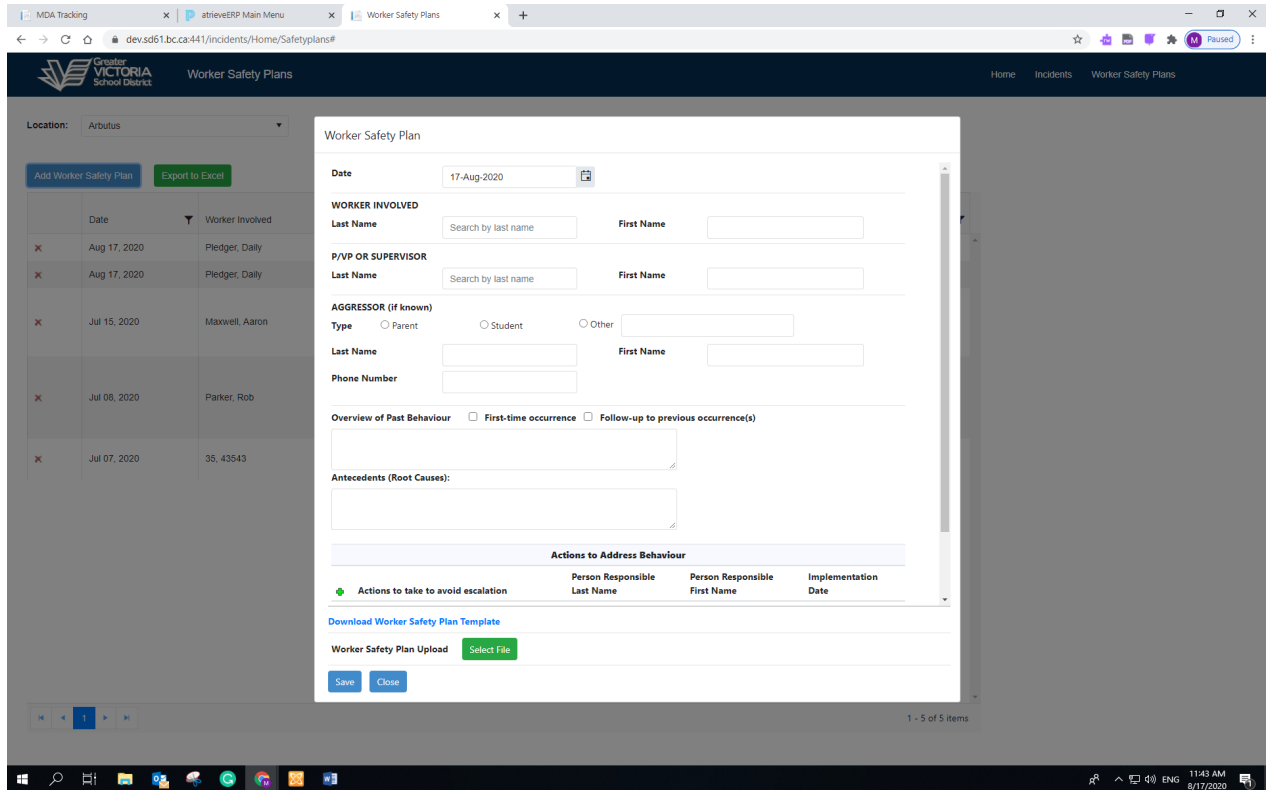 MDA Tracking
atrieveERP Main Menu
Worker Safety Plans
dev.sd61.bc.ca:441/incidents/Home/Safetyplans#
M Paused
Greater
VICTORIA
School District
Worker Safety Plans
Home Incidents Worker Safety Plans
Location: Arbutus
Add Worker Safety Plan Export to Excel
Date Worker Involved
Aug 17, 2020 Pledger, Daily
Aug 17, 2020 Pledger, Daily
Jul 15, 2020 Maxwell, Aaron
Jul 08, 2020 Parker, Rob
Jul 07, 2020 35, 43543
1
1 - 5 of 5 items
Worker Safety Plan
Date 17-Aug-2020
WORKER INVOLVED
Last Name Search by last name First Name
P/VP OR SUPERVISOR
Last Name Search by last name First Name
AGGRESSOR (if known)
Type Parent Student Other
Last Name First Name
Phone Number
Overview of Past Behaviour First-time occurrence Follow-up to previous occurrence(s)
Antecedents (Root Causes):
Actions to Address Behaviour
Actions to take to avoid escalation Person Responsible Last Name Person Responsible First Name Implementation Date
Download Worker Safety Plan Template
Worker Safety Plan Upload Select File
Save Close
ENG
11:43 AM
8/17/2020